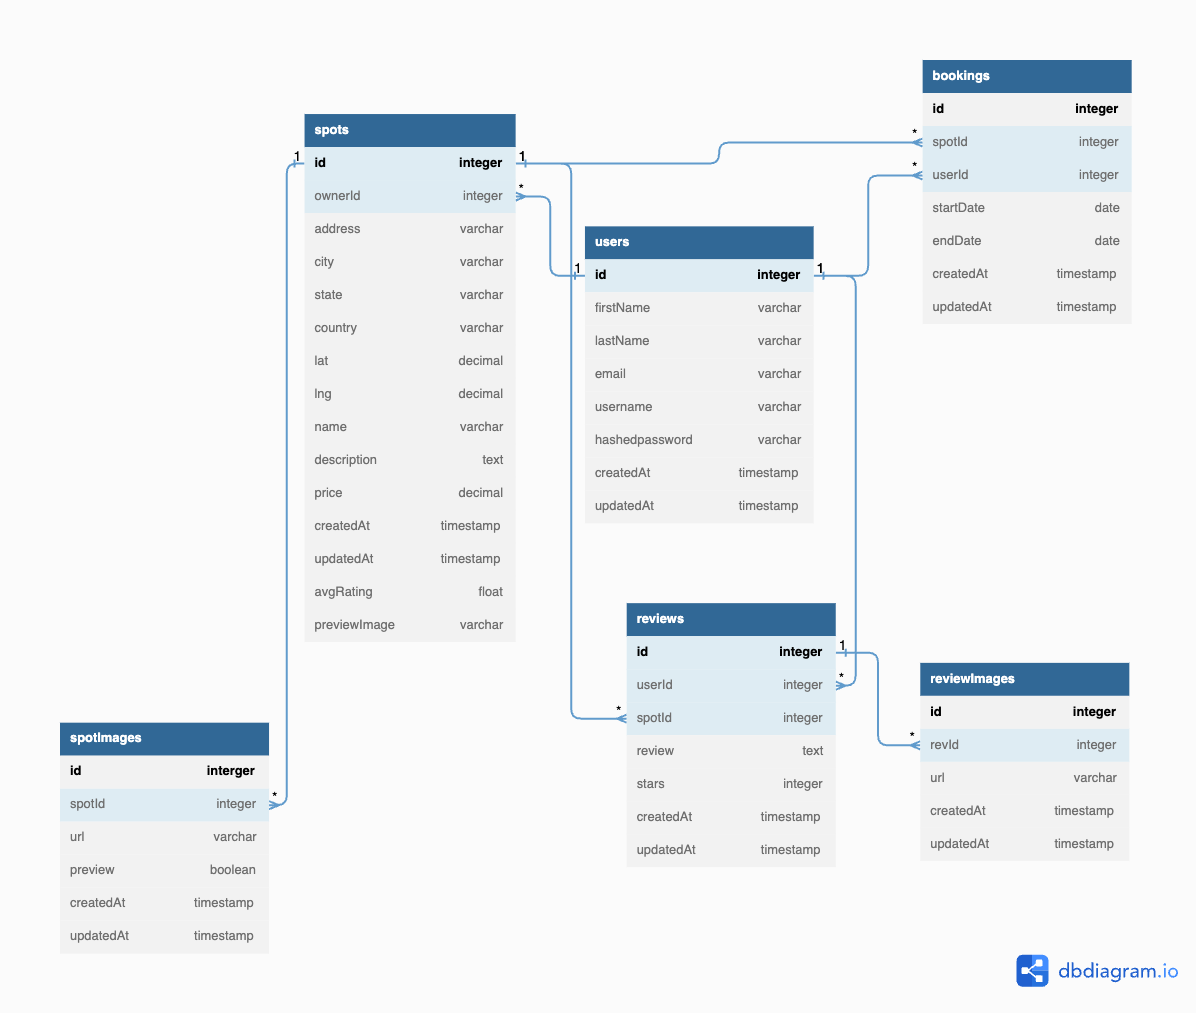 bookings
id integer
* spotId integer
* userId integer
startDate date
endDate date
createdAt timestamp
updatedAt timestamp
spots
1 id integer 1
ownerId integer *
address varchar
city varchar
state varchar
country varchar
lat decimal
lng decimal
name varchar
description text
price decimal
createdAt timestamp
updatedAt timestamp
avgRating float
previewImage varchar
users
1 id integer 1
firstName varchar
lastName varchar
email varchar
username varchar
hashedpassword varchar
createdAt timestamp
updatedAt timestamp
reviews
id integer 1
userId integer *
* spotId integer
review text
stars integer
createdAt timestamp
updatedAt timestamp
reviewImages
id integer
* revId integer
url varchar
createdAt timestamp
updatedAt timestamp
spotImages
id interger
spotId integer *
url varchar
preview boolean
createdAt timestamp
updatedAt timestamp
dbdiagram.io